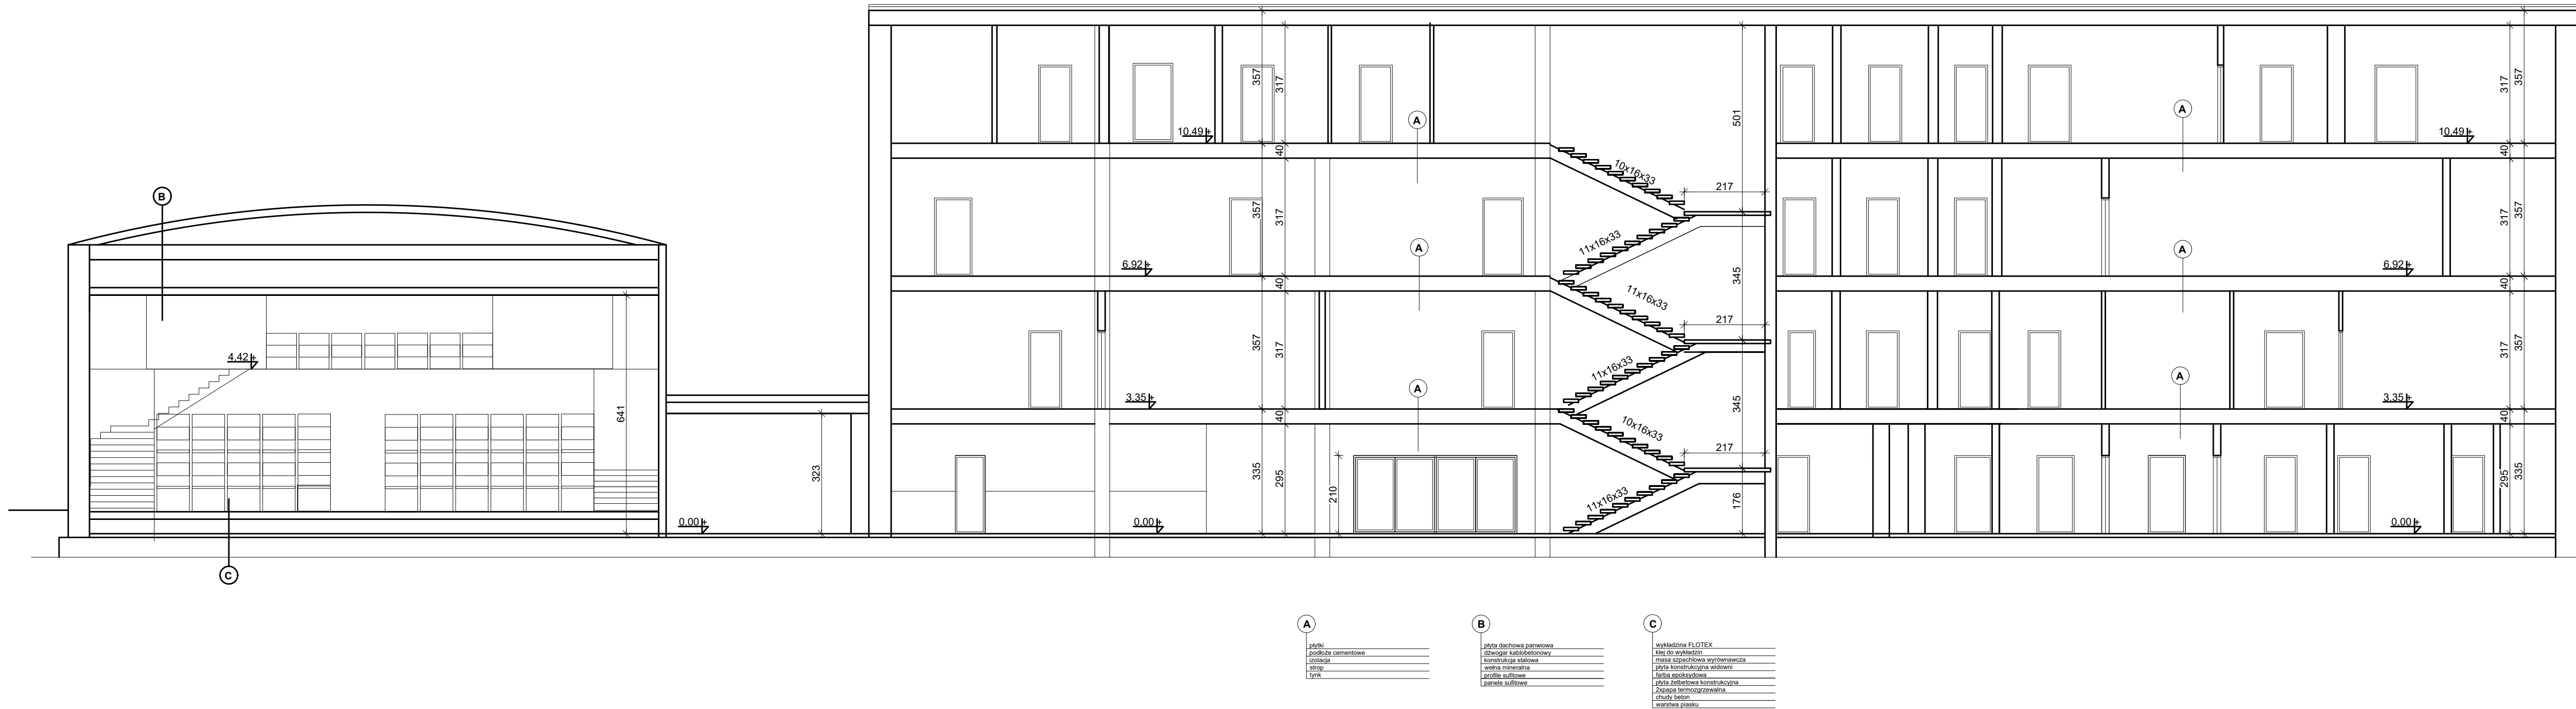 357
317
501
317
357
A
A
10.49 +
10.49 +
40
40
10x16x33
217
B
357
317
11x16x33
A
A
317
357
6.92 +
6.92 +
40
345
40
11x16x33
217
4.42 +
357
317
11x16x33
A
A
317
357
3.35 +
3.35 +
641
40
345
40
10x16x33
217
323
335
295
210
11x16x33
176
295
335
0.00 +
0.00 +
0.00 +
C
A
płytki
podłoże cementowe
izolacja
strop
tynk
B
płyta dachowa panwiowa
dźwogar kablobetonowy
konstrukcja stalowa
wełna mineralna
profile sufitowe
panele sufitowe
C
wykładzina FLOTEX
klej do wykładzin
masa szpachlowa wyrównawcza
płyta konstrukcyjna widowni
farba epoksydowa
płyta żelbetowa konstrukcyjna
2xpapa termozgrzewalna
chudy beton
warstwa piasku